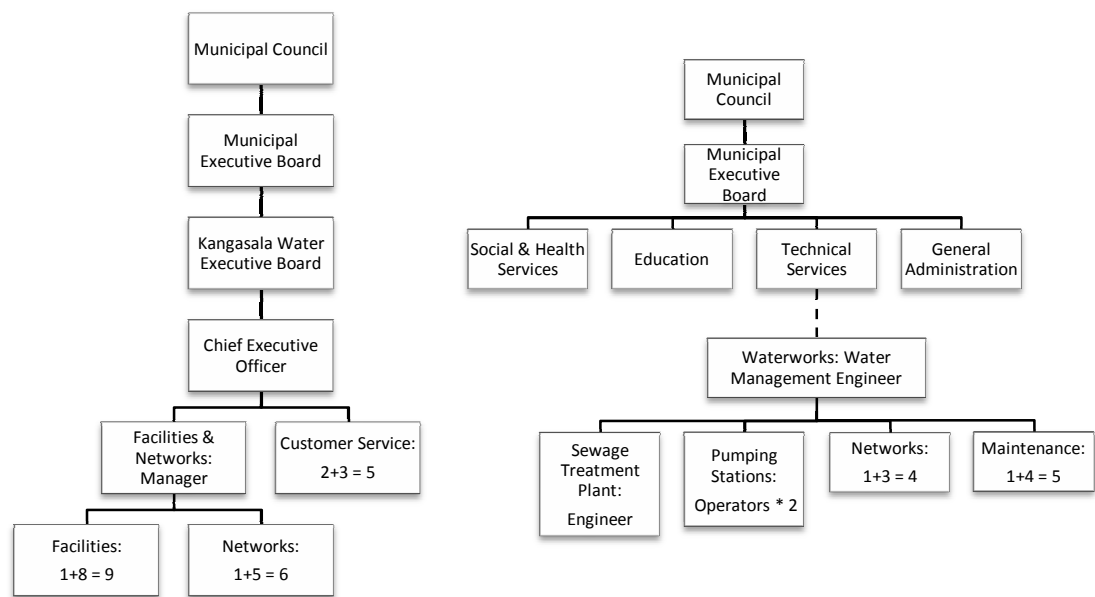 Municipal Council
Municipal
Executive Board
Kangasala Water
Executive Board
Chief Executive
Officer
Facilities &
Networks:
Manager
Customer Service:
2+3 = 5
Facilities:
1+8 = 9
Networks:
1+5 = 6
Municipal
Council
Municipal
Executive
Board
Social & Health
Services
Education
Technical
Services
General
Administration
Waterworks: Water
Management Engineer
Sewage
Treatment
Plant:
Engineer
Pumping
Stations:
Operators * 2
Networks:
1+3 = 4
Maintenance:
1+4 = 5